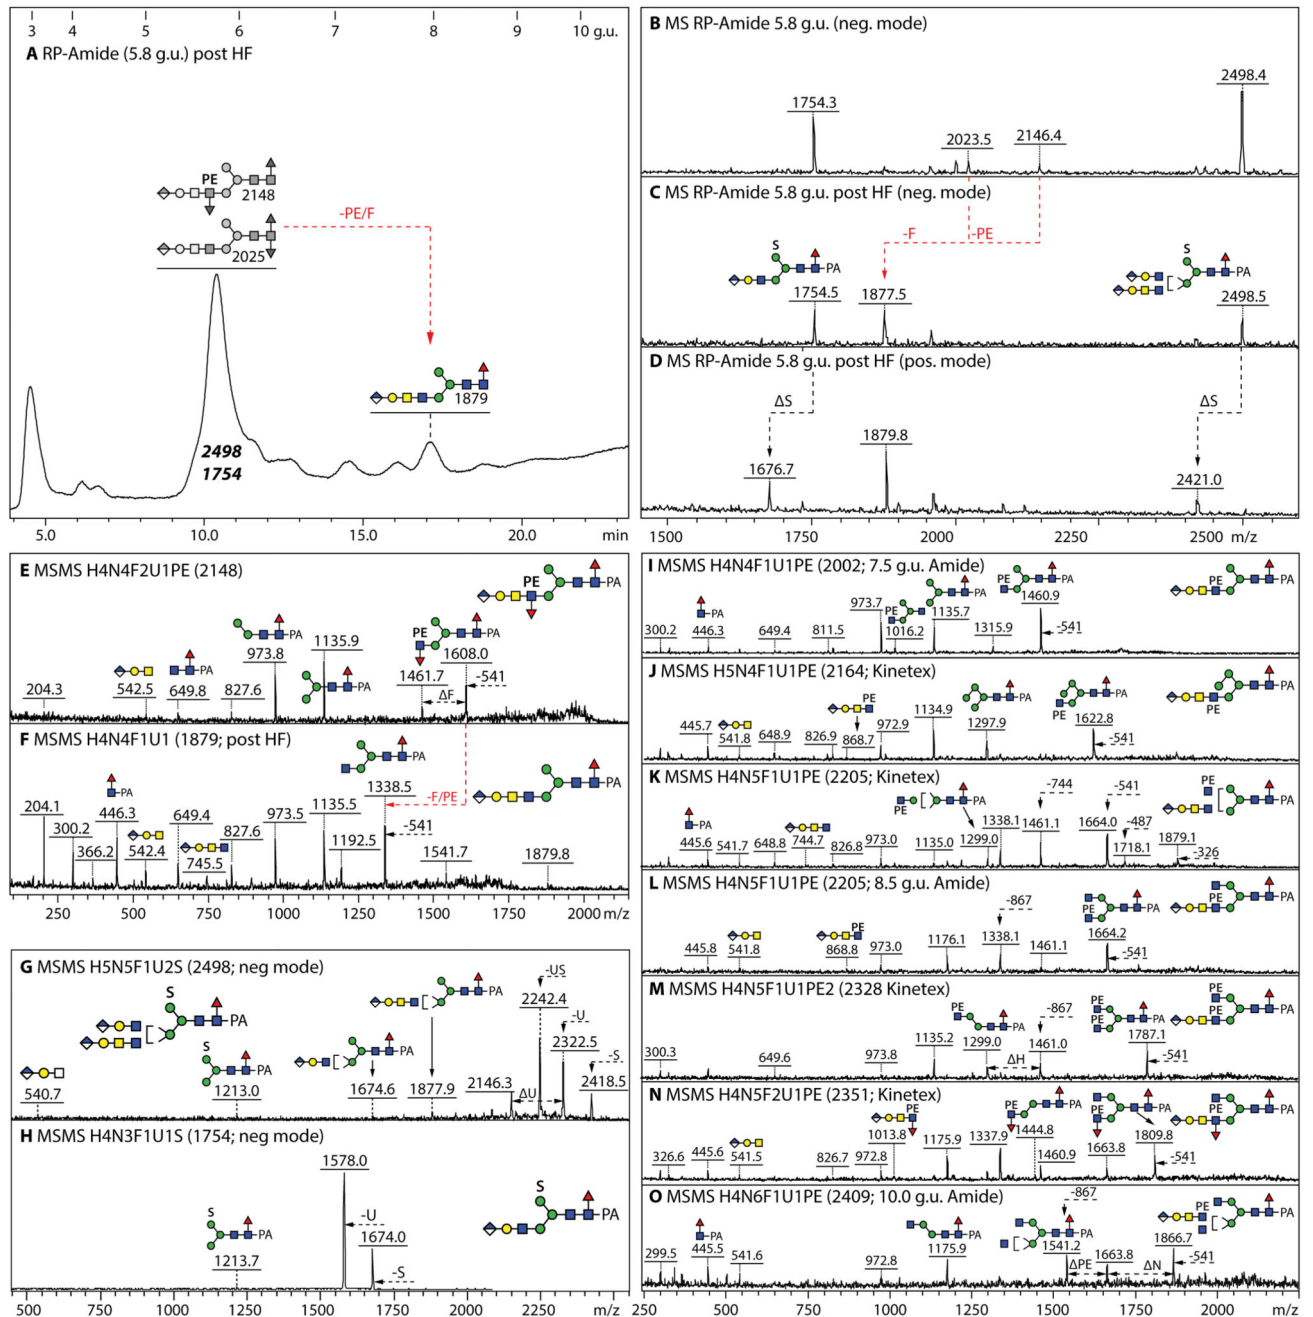 3 4 5 6 7 8 9 10 g.u.
A RP-Amide (5.8 g.u.) post HF
PE
2148
2025
-PE/F
1879
2498
1754
5.0 10.0 15.0 20.0 min
B MS RP-Amide 5.8 g.u. (neg. mode)
1754.3
2023.5
2146.4
2498.4
C MS RP-Amide 5.8 g.u. post HF (neg. mode)
-F -PE
S PA
1754.5
1877.5
S PA
2498.5
D MS RP-Amide 5.8 g.u. post HF (pos. mode)
ΔS
ΔS
1676.7
1879.8
2421.0
1500 1750 2000 2250 2500 m/z
E MSMS H4N4F2U1PE (2148)
PE PA
PE PA
PA
PA
PA
204.3
542.5
649.8
827.6
973.8
1135.9
1461.7
1608.0
-541
ΔF
F MSMS H4N4F1U1 (1879; post HF)
PA
PA
PA
-F/PE
204.1
300.2
366.2
446.3
542.4
649.4
745.5
827.6
973.5
1135.5
1192.5
1338.5
-541
1541.7
1879.8
250 500 750 1000 1250 1500 1750 2000 m/z
G MSMS H5N5F1U2S (2498; neg mode)
S PA
S PA
PA
PA
540.7
1213.0
1674.6
1877.9
2146.3
ΔU
-US
2242.4
-U
2322.5
-S
2418.5
H MSMS H4N3F1U1S (1754; neg mode)
S PA
S PA
1213.7
1578.0
-U
1674.0
-S
500 750 1000 1250 1500 1750 2000 2250 m/z
I MSMS H4N4F1U1PE (2002; 7.5 g.u. Amide)
PA
PE
PA
PE PA
PE PA
300.2
446.3
649.4
811.5
973.7
1016.2
1135.7
1315.9
1460.9
-541
J MSMS H5N4F1U1PE (2164; Kinetex)
PE
PA
PE PA
PE PA
445.7
541.8
648.9
826.9
868.7
972.9
1134.9
1297.9
1622.8
-541
K MSMS H4N5F1U1PE (2205; Kinetex)
PA
PE PA
PE PA
-744
-541
-487
-326
445.6
541.7
648.8
744.7
826.8
973.0
1135.0
1299.0
1338.1
1461.1
1664.0
1718.1
1879.1
L MSMS H4N5F1U1PE (2205; 8.5 g.u. Amide)
PE
PE PA
PE PA
-867
445.8
541.8
868.8
973.0
1176.1
1338.1
1461.1
1664.2
-541
M MSMS H4N5F1U1PE2 (2328 Kinetex)
PE PA
PE PE PA
PE PE PA
-867
300.3
649.6
973.8
1135.2
1299.0
ΔH
1461.0
1787.1
-541
N MSMS H4N5F2U1PE (2351; Kinetex)
PE
PE PA
PE PA
PE PA
326.6
445.6
541.5
826.7
972.8
1013.8
1175.9
1337.9
1444.8
1460.9
1663.8
1809.8
-541
O MSMS H4N6F1U1PE (2409; 10.0 g.u. Amide)
PA
PA
PA
PE PA
-867
299.5
445.5
541.6
972.8
1175.9
1541.2
ΔPE
1663.8
ΔN
1866.7
-541
250 500 750 1000 1250 1500 1750 2000 m/z